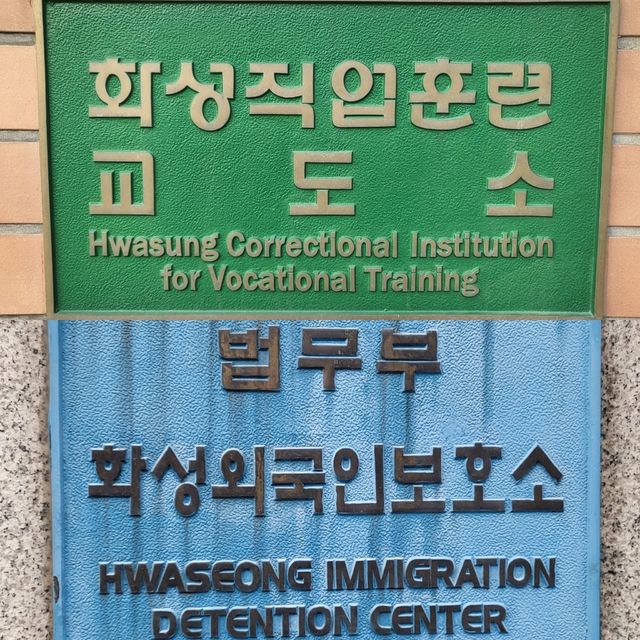 화성직업훈련
교도소
Hwasung Correctional Institution
for Vocational Training
법무부
화성외국인보호소
HWASEONG IMMIGRATION
DETENTION CENTER